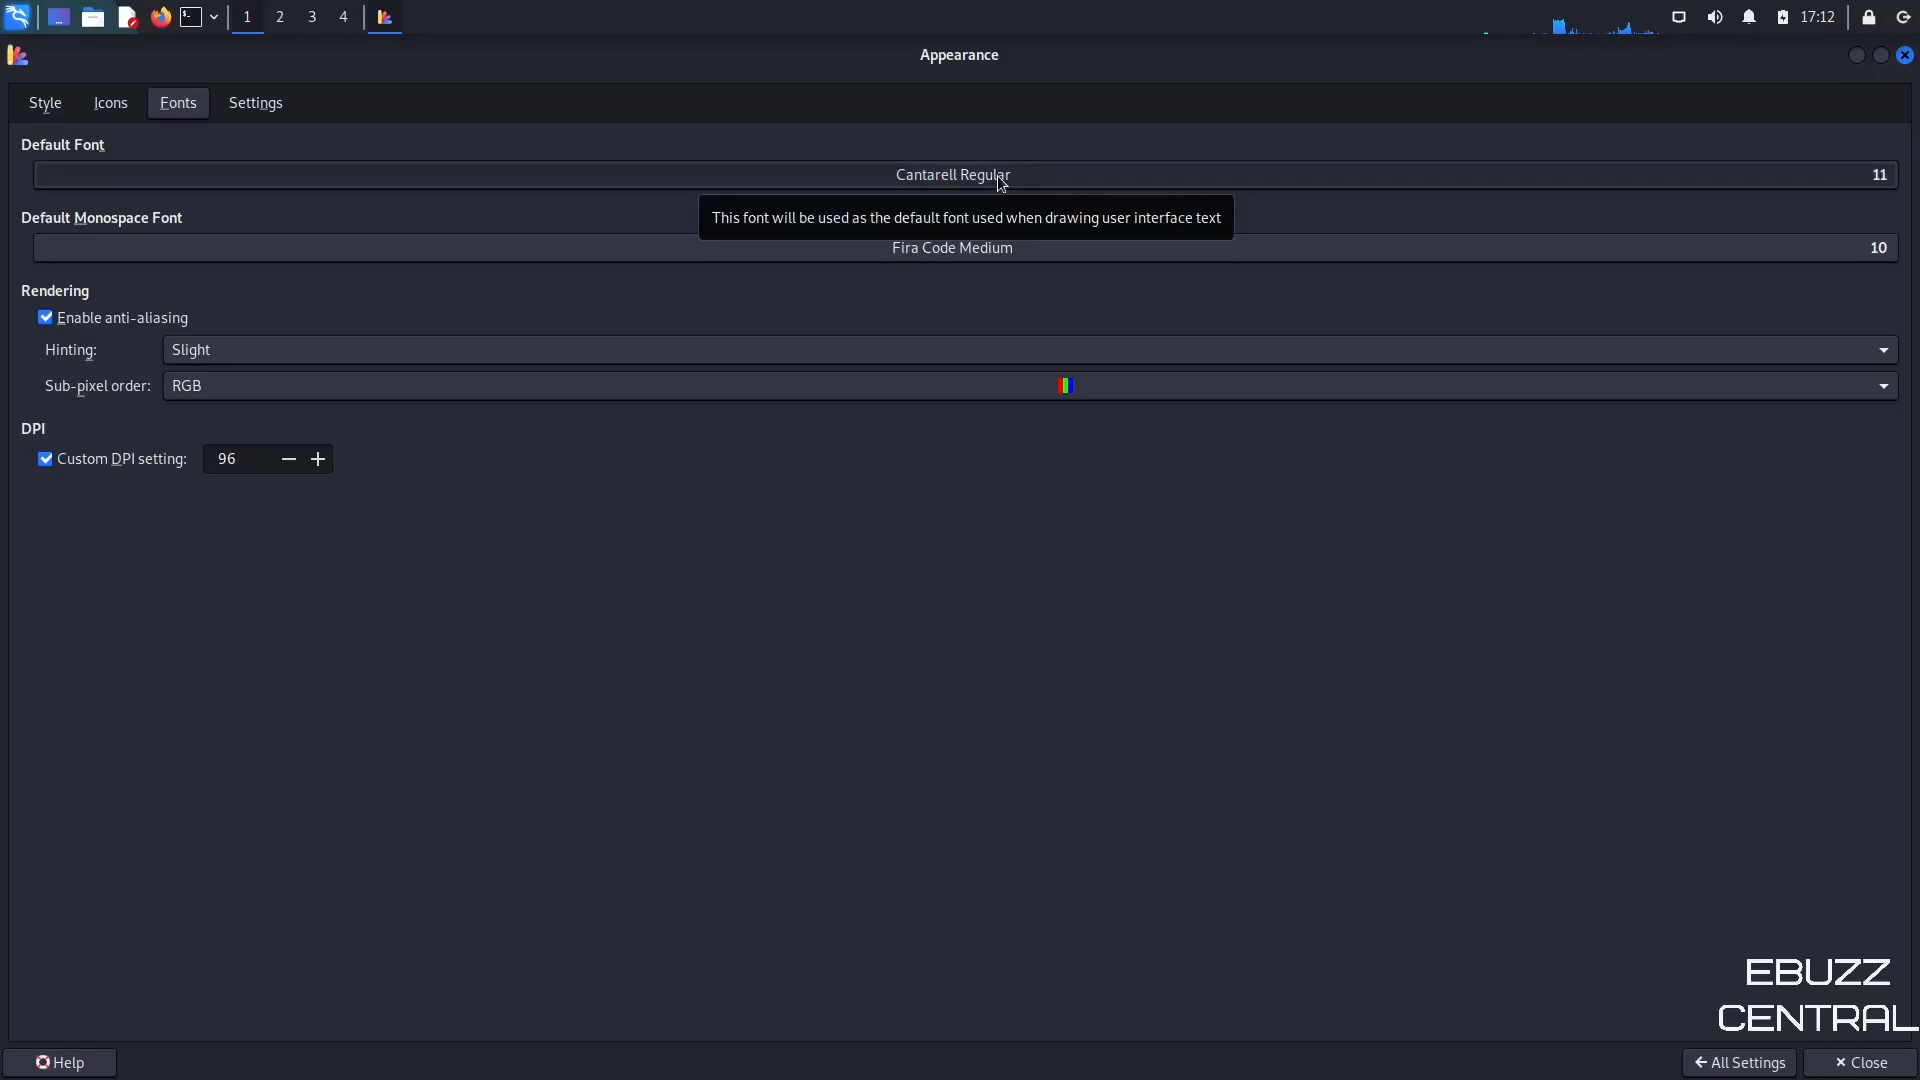 1 2 3 4 17:12
Appearance
Style Icons Fonts Settings
Default Font
Cantarell Regular 11
This font will be used as the default font used when drawing user interface text
Default Monospace Font
Fira Code Medium 10
Rendering
Enable anti-aliasing
Hinting: Slight
Sub-pixel order: RGB
DPI
Custom DPI setting: 96
EBUZZ
CENTRAL
Help All Settings Close